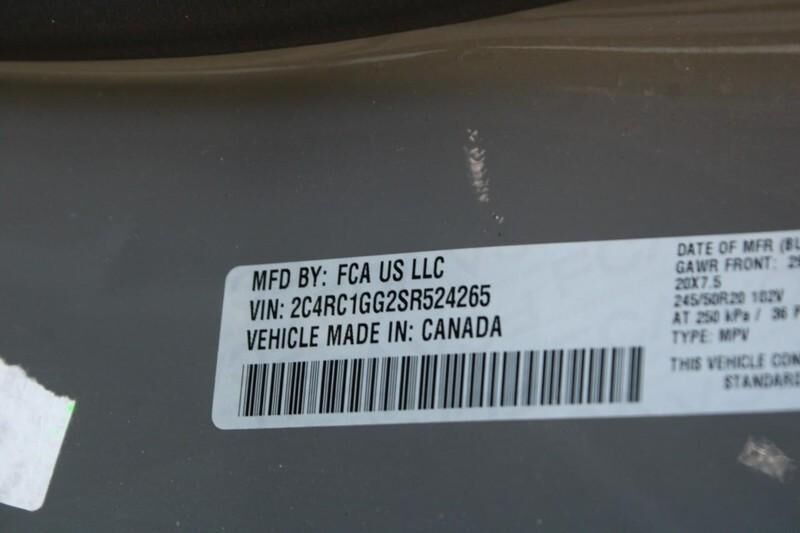 MFD BY: FCA US LLC
VIN: 2C4RC1GG2SR524265
VEHICLE MADE IN: CANADA
DATE OF MFR
GAWR FRONT:
20X7.5
245/50R20 102V
AT 250 kPa / 36
TYPE: MPV
THIS VEHICLE